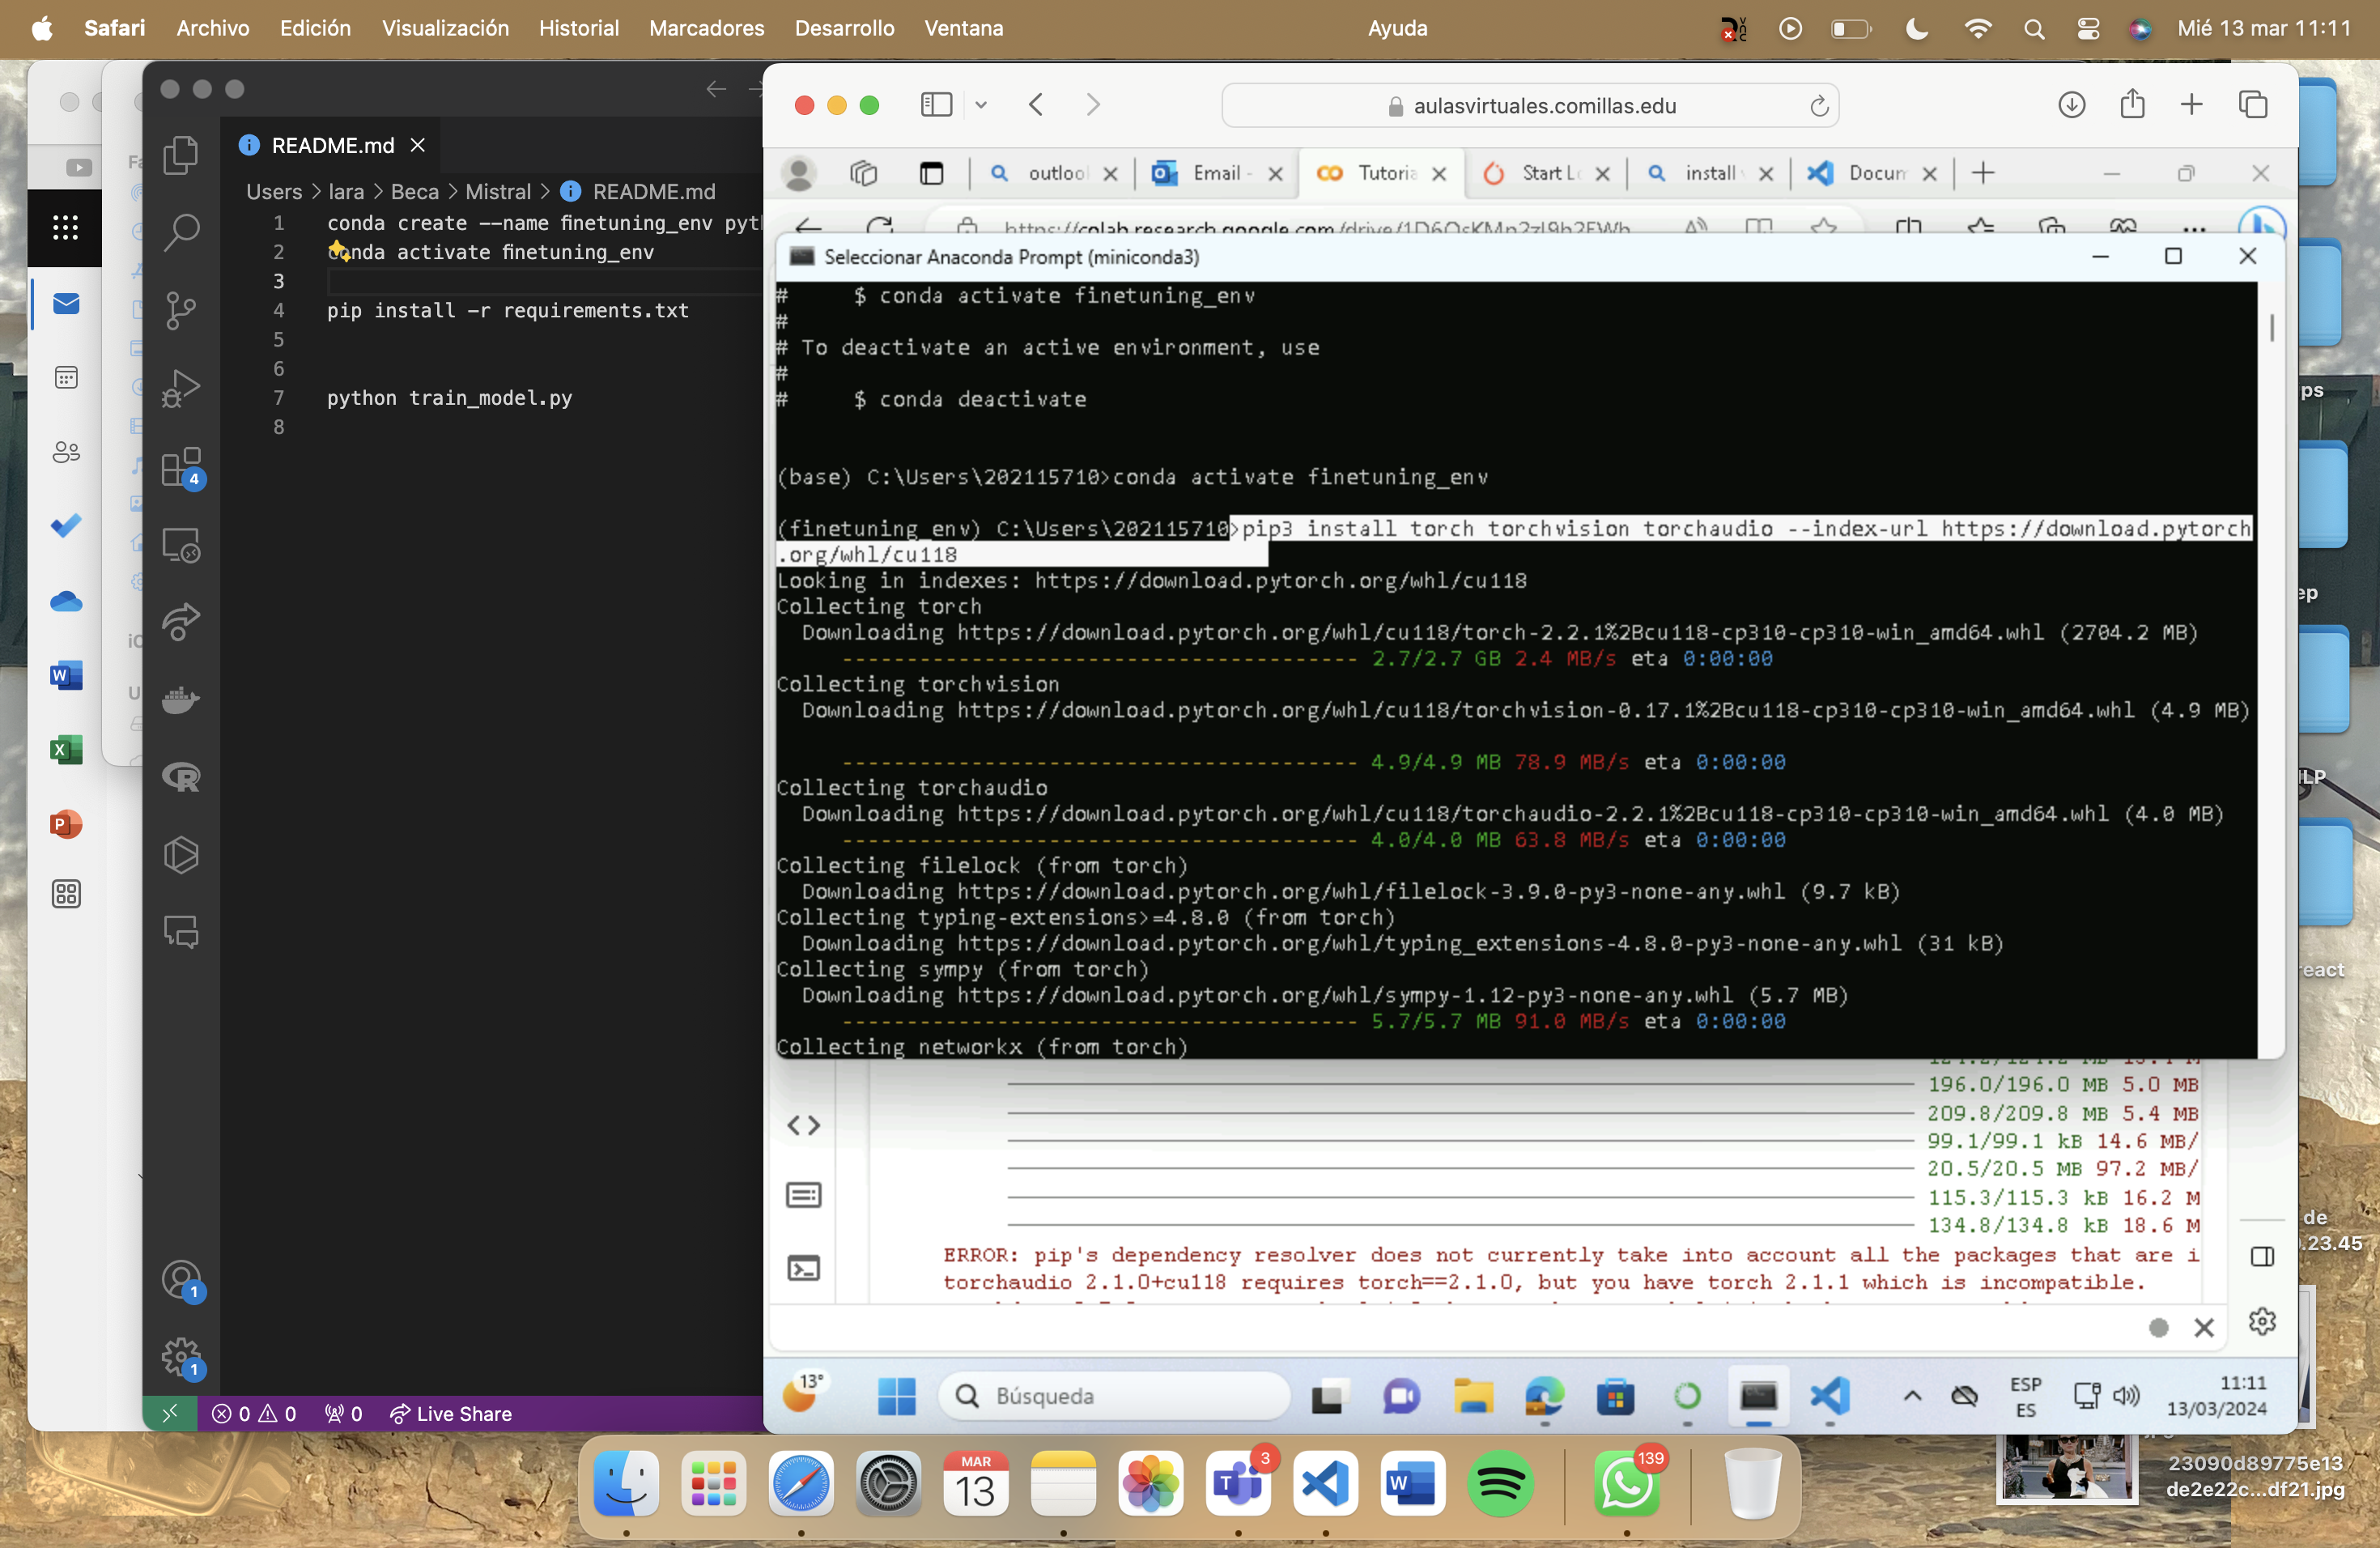 Safari Archivo Edición Visualización Historial Marcadores Desarrollo Ventana Ayuda Mié 13 mar 11:11
README.md
Users > lara > Beca > Mistral > README.md
1 conda create --name finetuning_env pyth
2 conda activate finetuning_env
3
4 pip install -r requirements.txt
5
6
7 python train_model.py
8
4
1
1
0 0 0 Live Share
aulasvirtuales.comillas.edu
outlool Email - Tutoria Start Lo install Docum
https://colab.research.google.com/drive/
Seleccionar Anaconda Prompt (miniconda3)
# $ conda activate finetuning_env
#
# To deactivate an active environment, use
#
# $ conda deactivate
(base) C:\Users\202115710>conda activate finetuning_env
(finetuning_env) C:\Users\202115710>pip3 install torch torchvision torchaudio --index-url https://download.pytorch
.org/whl/cu118
Looking in indexes: https://download.pytorch.org/whl/cu118
Collecting torch
Downloading https://download.pytorch.org/whl/cu118/torch-2.2.1%2Bcu118-cp310-cp310-win_amd64.whl (2704.2 MB)
---------------------------------------- 2.7/2.7 GB 2.4 MB/s eta 0:00:00
Collecting torchvision
Downloading https://download.pytorch.org/whl/cu118/torchvision-0.17.1%2Bcu118-cp310-cp310-win_amd64.whl (4.9 MB)
---------------------------------------- 4.9/4.9 MB 78.9 MB/s eta 0:00:00
Collecting torchaudio
Downloading https://download.pytorch.org/whl/cu118/torchaudio-2.2.1%2Bcu118-cp310-cp310-win_amd64.whl (4.0 MB)
---------------------------------------- 4.0/4.0 MB 63.8 MB/s eta 0:00:00
Collecting filelock (from torch)
Downloading https://download.pytorch.org/whl/filelock-3.9.0-py3-none-any.whl (9.7 kB)
Collecting typing-extensions>=4.8.0 (from torch)
Downloading https://download.pytorch.org/whl/typing_extensions-4.8.0-py3-none-any.whl (31 kB)
Collecting sympy (from torch)
Downloading https://download.pytorch.org/whl/sympy-1.12-py3-none-any.whl (5.7 MB)
---------------------------------------- 5.7/5.7 MB 91.0 MB/s eta 0:00:00
Collecting networkx (from torch)
196.0/196.0 MB 5.0 MB
209.8/209.8 MB 5.4 MB
99.1/99.1 kB 14.6 MB/
20.5/20.5 MB 97.2 MB/
115.3/115.3 kB 16.2 M
134.8/134.8 kB 18.6 M
ERROR: pip's dependency resolver does not currently take into account all the packages that are i
torchaudio 2.1.0+cu118 requires torch==2.1.0, but you have torch 2.1.1 which is incompatible.
13°
Búsqueda
ESP
ES
11:11
13/03/2024
ps
ep
LP
react
de
.23.45
23090d89775e13
de2e22c...df21.jpg
MAR
13
3
139